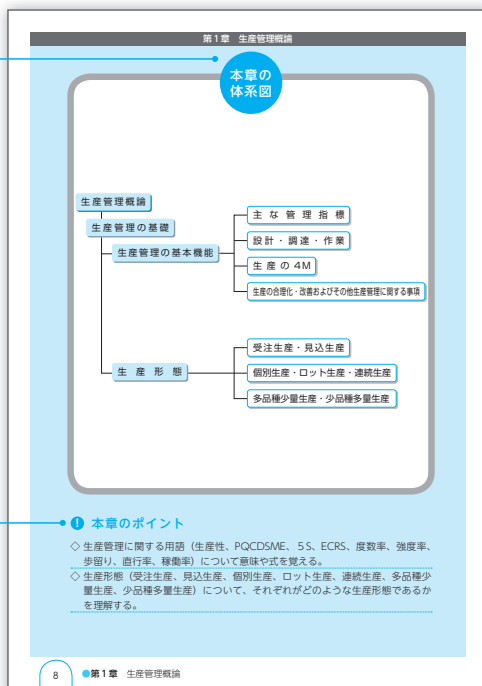 第1章 生産管理概論
本章の
体系図
生産管理概論
生産管理の基礎
生産管理の基本機能
主な管理指標
設計・調達・作業
生産の4M
生産の合理化・改善およびその他生産管理に関する事項
生産形態
受注生産・見込生産
個別生産・ロット生産・連続生産
多品種少量生産・少品種多量生産
! 本章のポイント
◇ 生産管理に関する用語（生産性、PQCDSME、5S、ECRS、度数率、強度率、
歩留り、直行率、稼働率）について意味や式を覚える。
◇ 生産形態（受注生産、見込生産、個別生産、ロット生産、連続生産、多品種少
量生産、少品種多量生産）について、それぞれがどのような生産形態であるか
を理解する。
8 ●第1章 生産管理概論